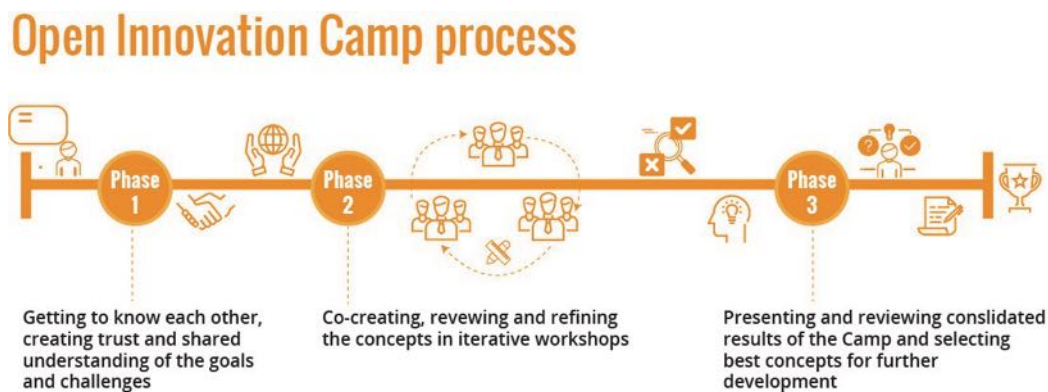 Open Innovation Camp process
Phase
1
Phase
2
Phase
3
Getting to know each other,
creating trust and shared
understanding of the goals
and challenges
Co-creating, revewing and refining
the concepts in iterative workshops
Presenting and reviewing conslidated
results of the Camp and selecting
best concepts for further
development